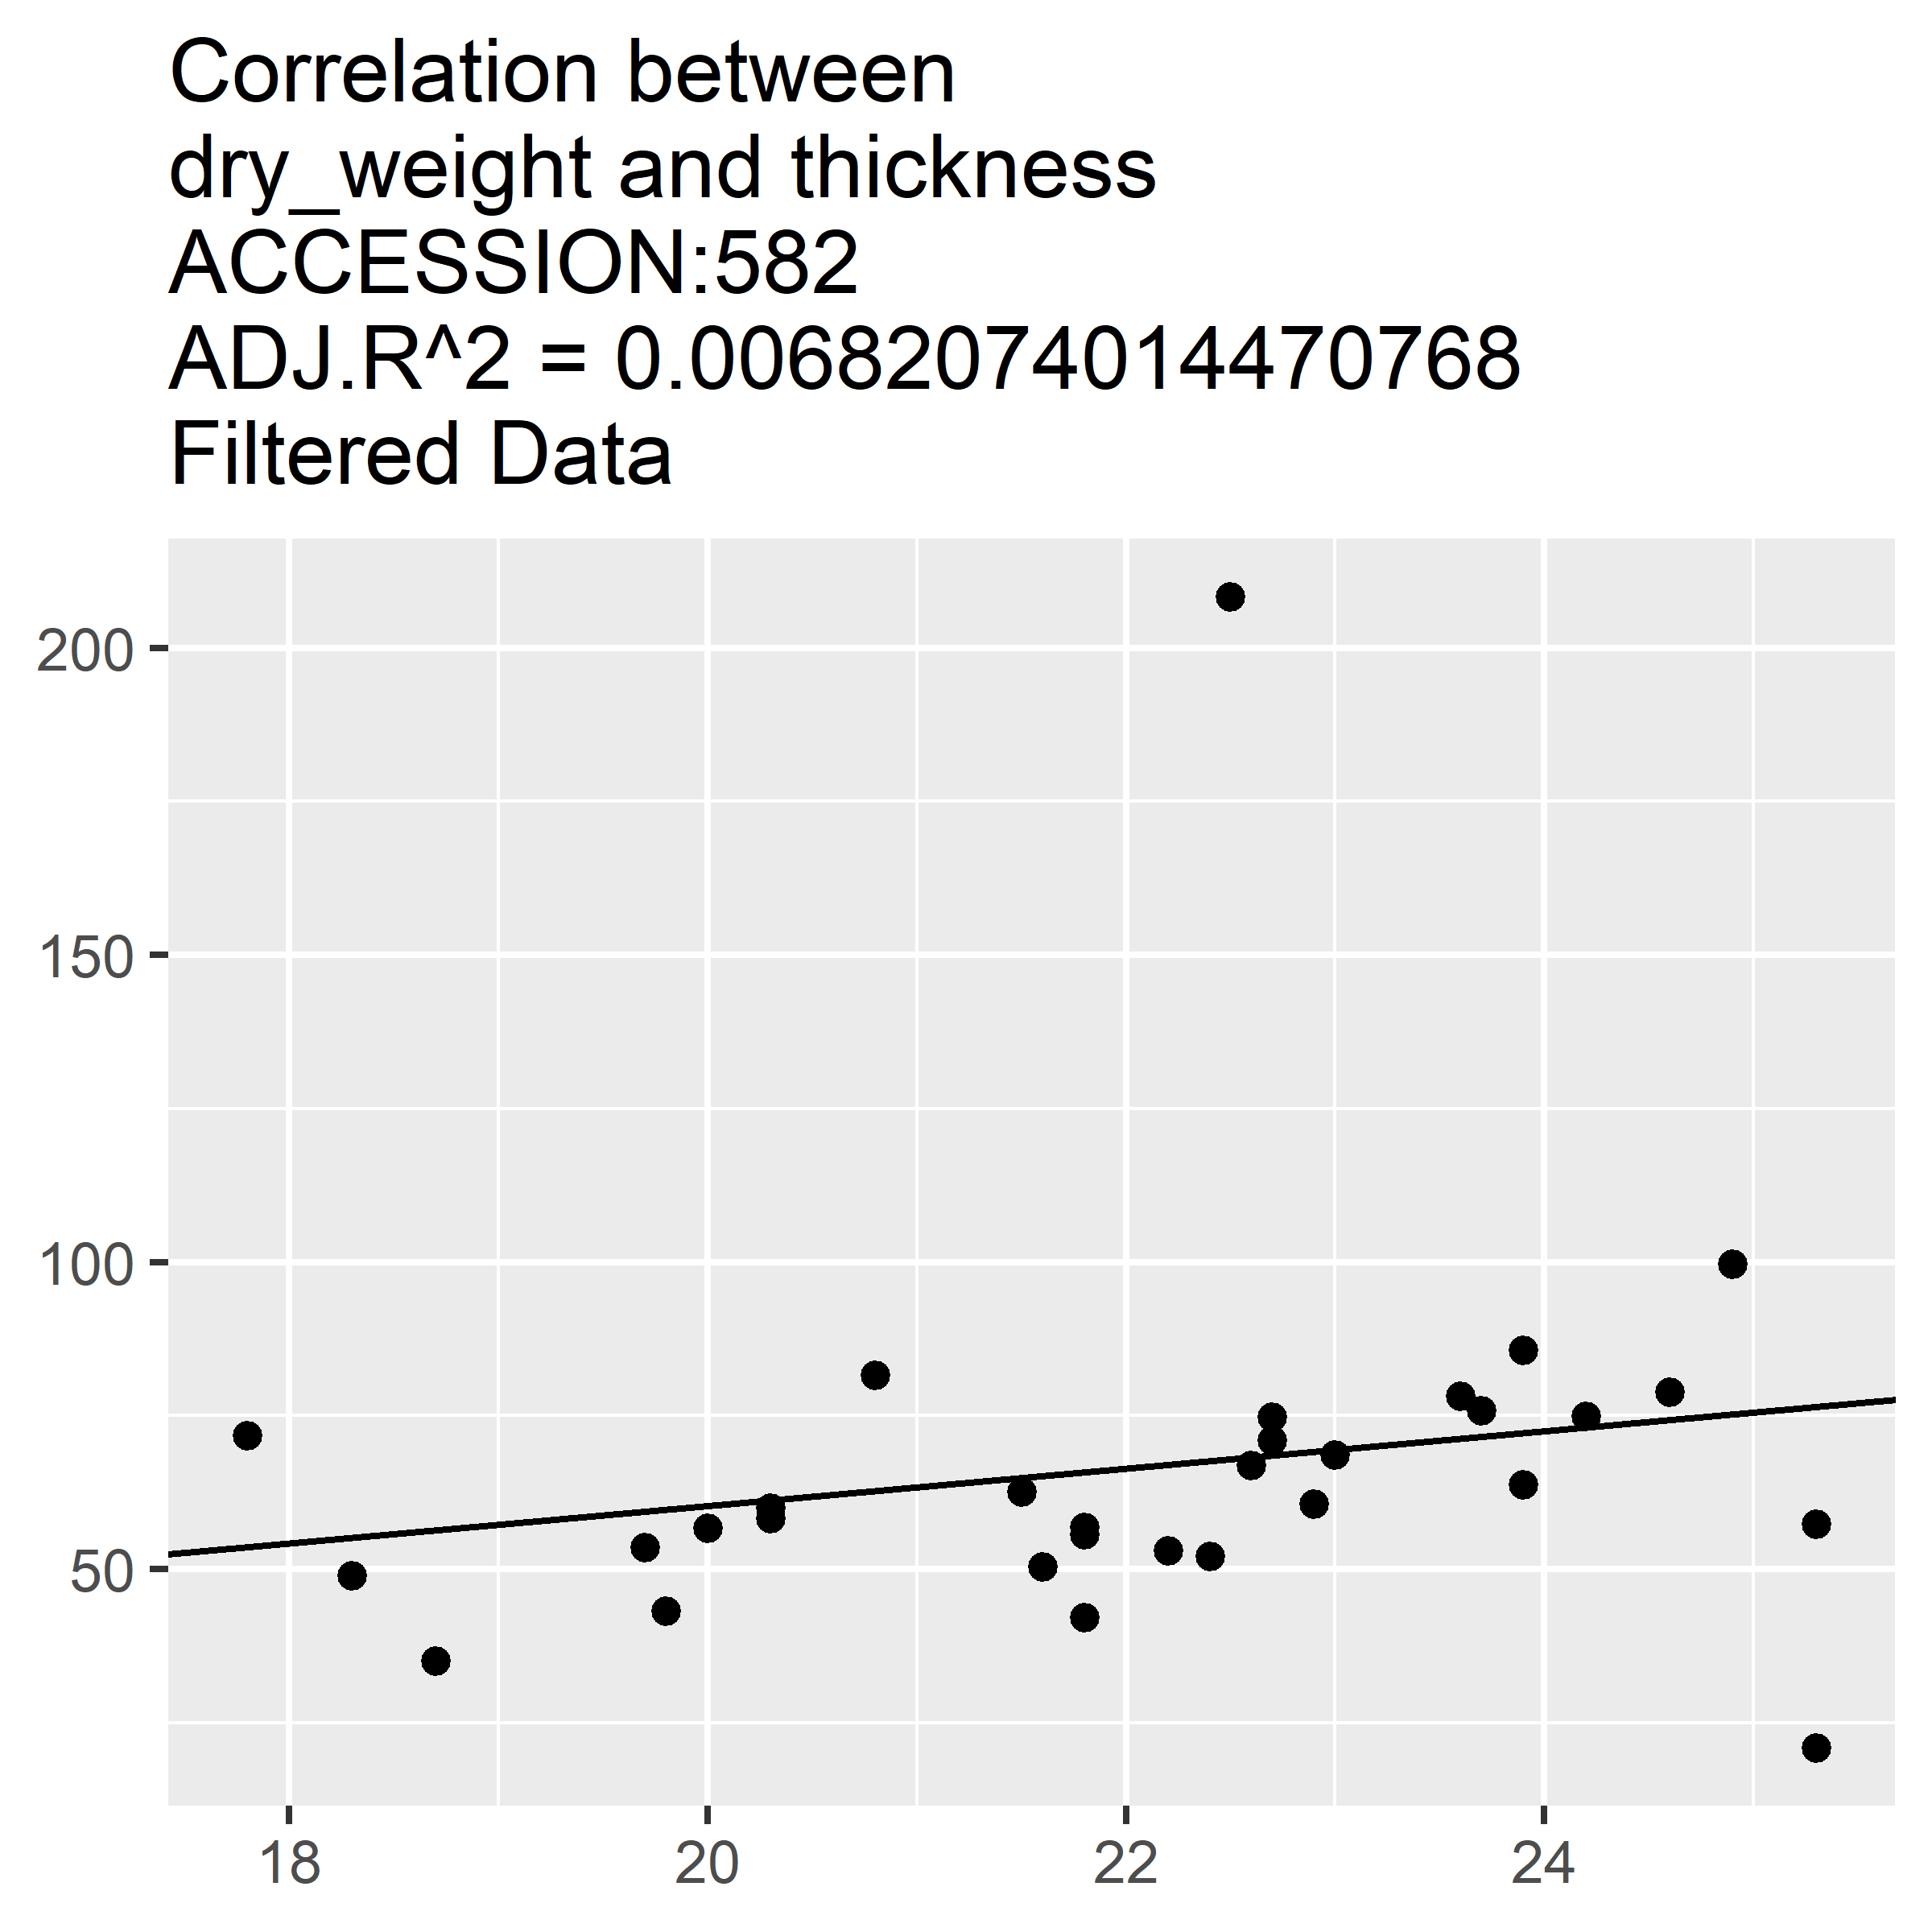 Correlation between
dry_weight and thickness
ACCESSION:582
ADJ.R^2 = 0.00682074014470768
Filtered Data
200
150
100
50
18 20 22 24